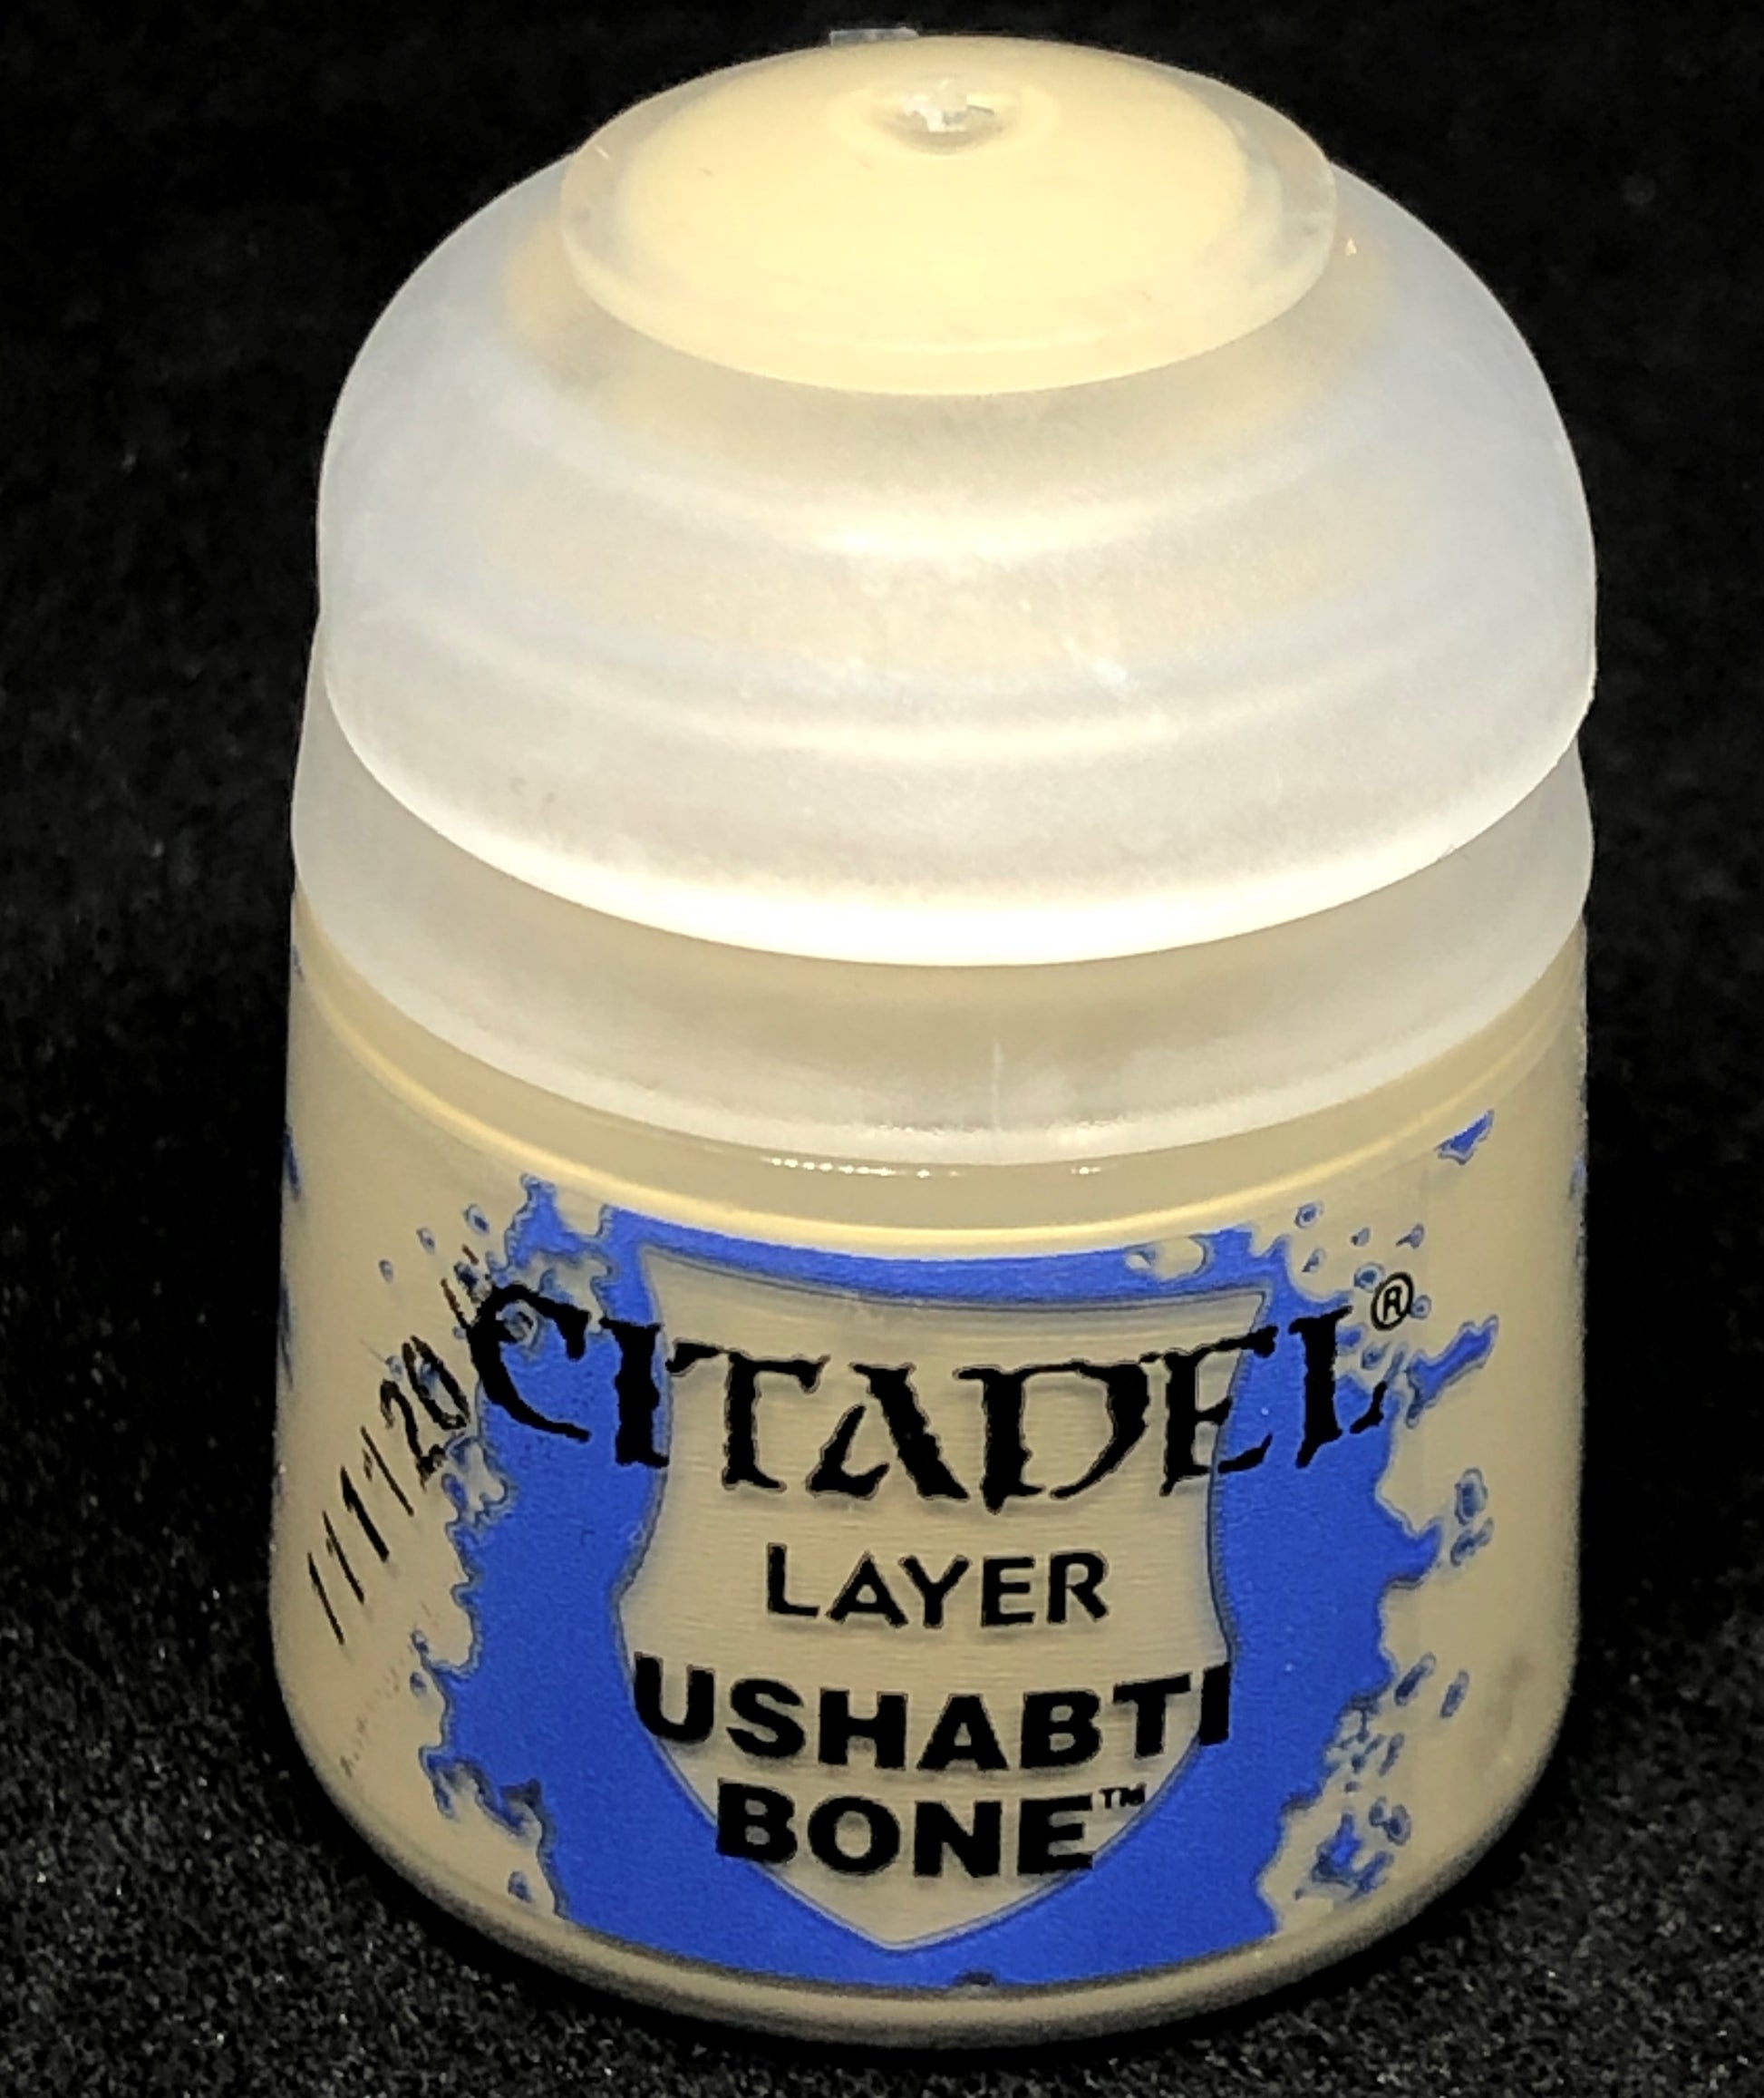 CITADEL®
LAYER
USHABTI
BONE™